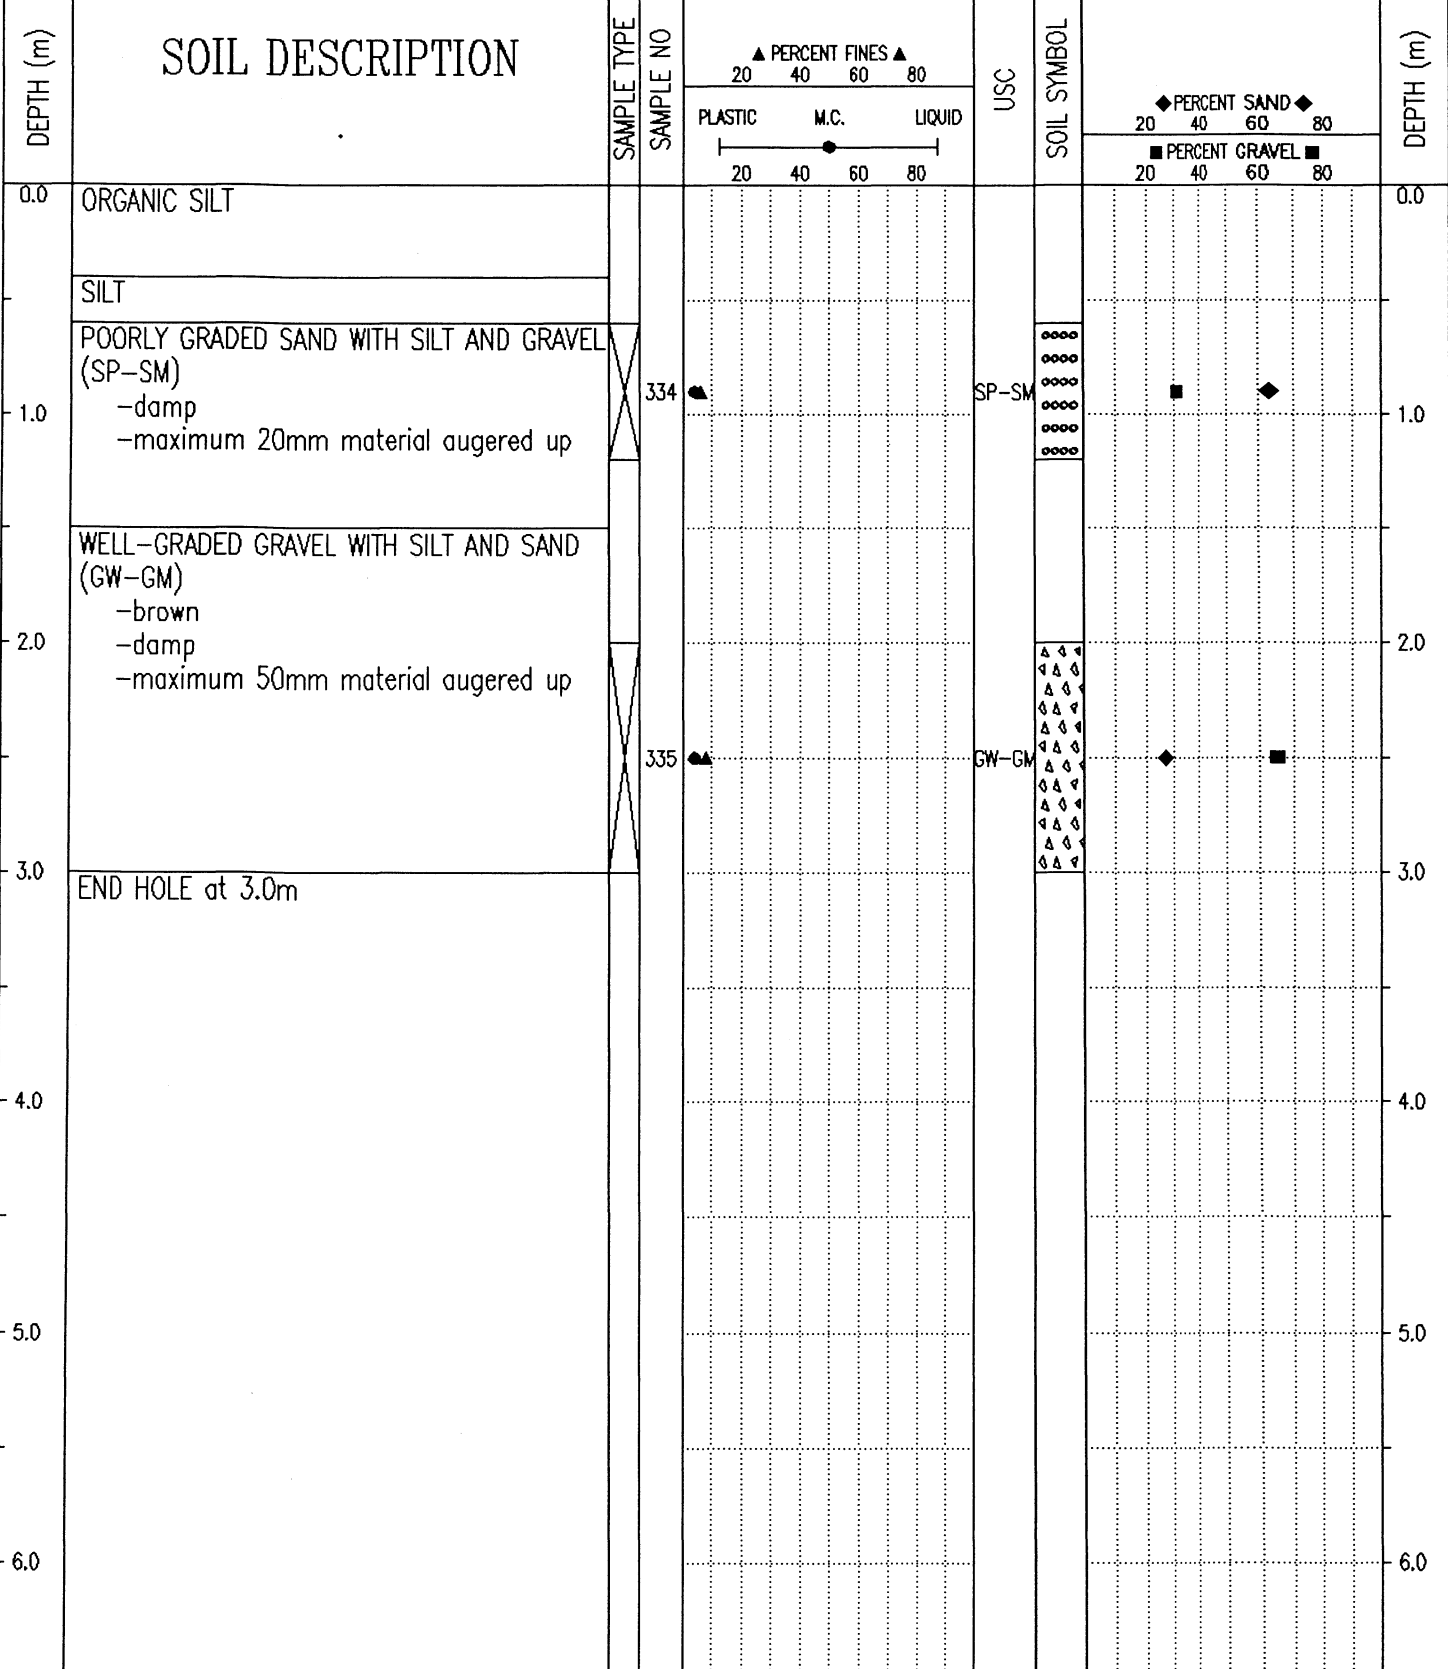 DEPTH (m)
SOIL DESCRIPTION
SAMPLE TYPE
SAMPLE NO
▲ PERCENT FINES ▲
20 40 60 80
PLASTIC M.C. LIQUID
20 40 60 80
USC
SOIL SYMBOL
◆PERCENT SAND◆
20 40 60 80
■PERCENT GRAVEL■
20 40 60 80
DEPTH (m)
0.0 ORGANIC SILT 0.0
SILT
POORLY GRADED SAND WITH SILT AND GRAVEL
(SP-SM)
334 SP-SM
-damp
1.0 1.0
-maximum 20mm material augered up
WELL-GRADED GRAVEL WITH SILT AND SAND
(GW-GM)
-brown
2.0 -damp 2.0
-maximum 50mm material augered up
335 GW-GM
3.0 3.0
END HOLE at 3.0m
4.0 4.0
5.0 5.0
6.0 6.0